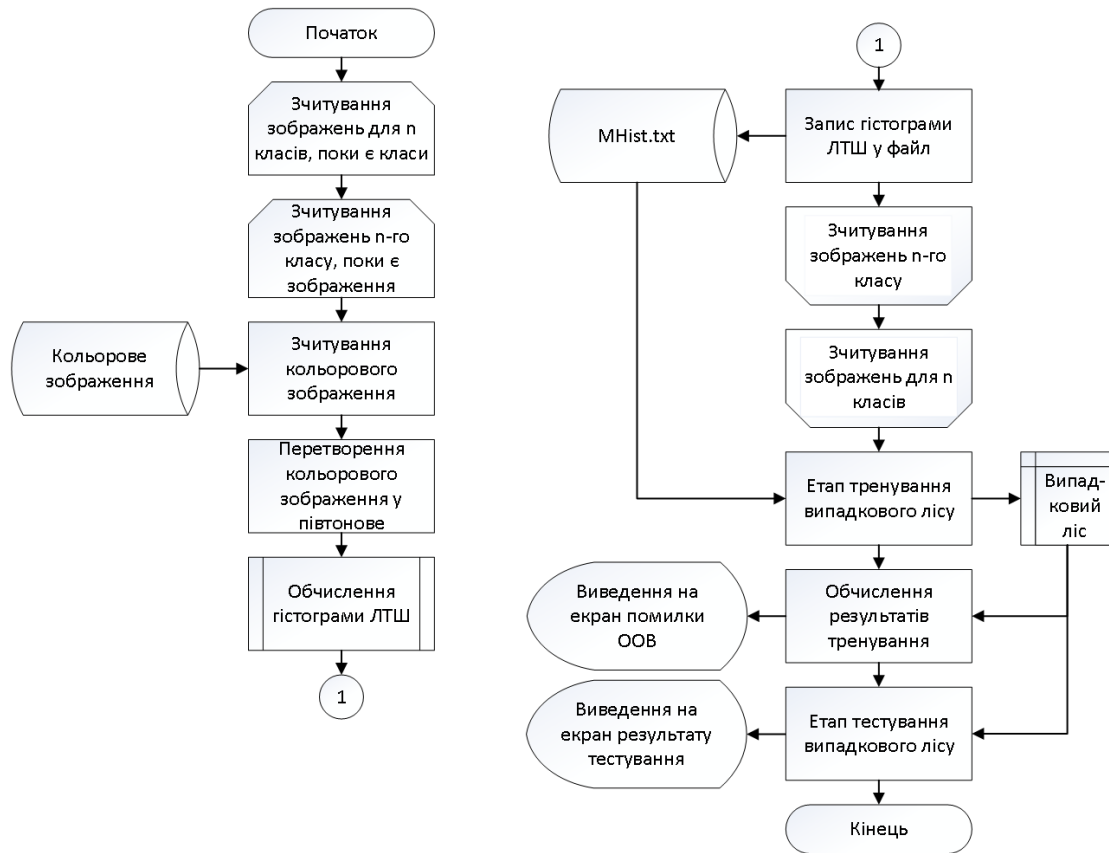 Початок
Зчитування
зображень для n
класів, поки є класи
Зчитування
зображень n-го
класу, поки є
зображення
Кольорове
зображення
Зчитування
кольорового
зображення
Перетворення
кольорового
зображення у
півтонове
Обчислення
гістограми ЛТШ
1
1
MHist.txt
Запис гістограми
ЛТШ у файл
Зчитування
зображень n-го
класу
Зчитування
зображень для n
класів
Етап тренування
випадкового лісу
Випад-
ковий
ліс
Виведення на
екран помилки
ООВ
Обчислення
результатів
тренування
Виведення на
екран результату
тестування
Етап тестування
випадкового лісу
Кінець